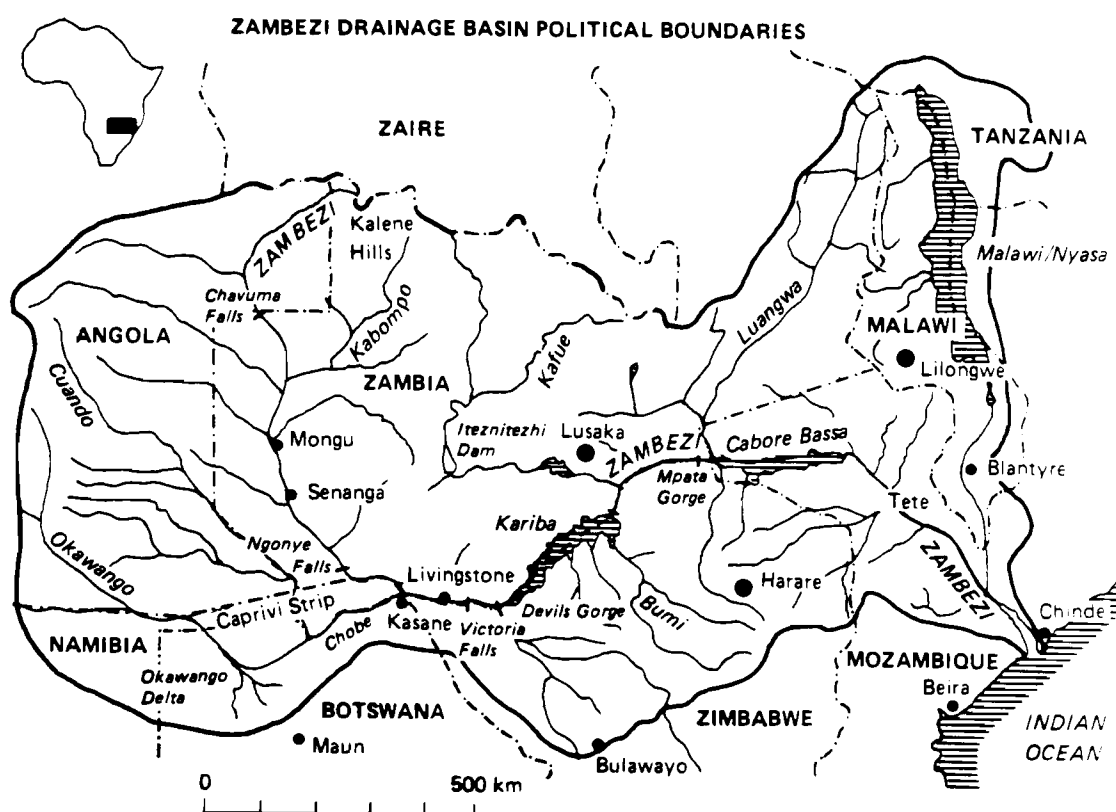 ZAMBEZI DRAINAGE BASIN POLITICAL BOUNDARIES
ZAIRE
TANZANIA
ZAMBEZI
Kalene
Hills
Malawi/Nyasa
Chavuma
Falls
Luangwa
ANGOLA
Kabompo
MALAWI
Kafue
Lilongwe
ZAMBIA
Cuando
Iteznitezhi
Dam
Lusaka
ZAMBEZI
Cabore Bassa
Mongu
Mpata
Gorge
Blantyre
Senanga
Tete
Kariba
Okawango
Ngonye
Falls
ZAMBEZI
Livingstone
Harare
Caprivi Strip
Devils Gorge
Bumi
Chinde
NAMIBIA
Chobe
Kasane
Victoria
Falls
MOZAMBIQUE
Okawango
Delta
Beira
BOTSWANA
ZIMBABWE
INDIAN
OCEAN
Maun
Bulawayo
0
500 km